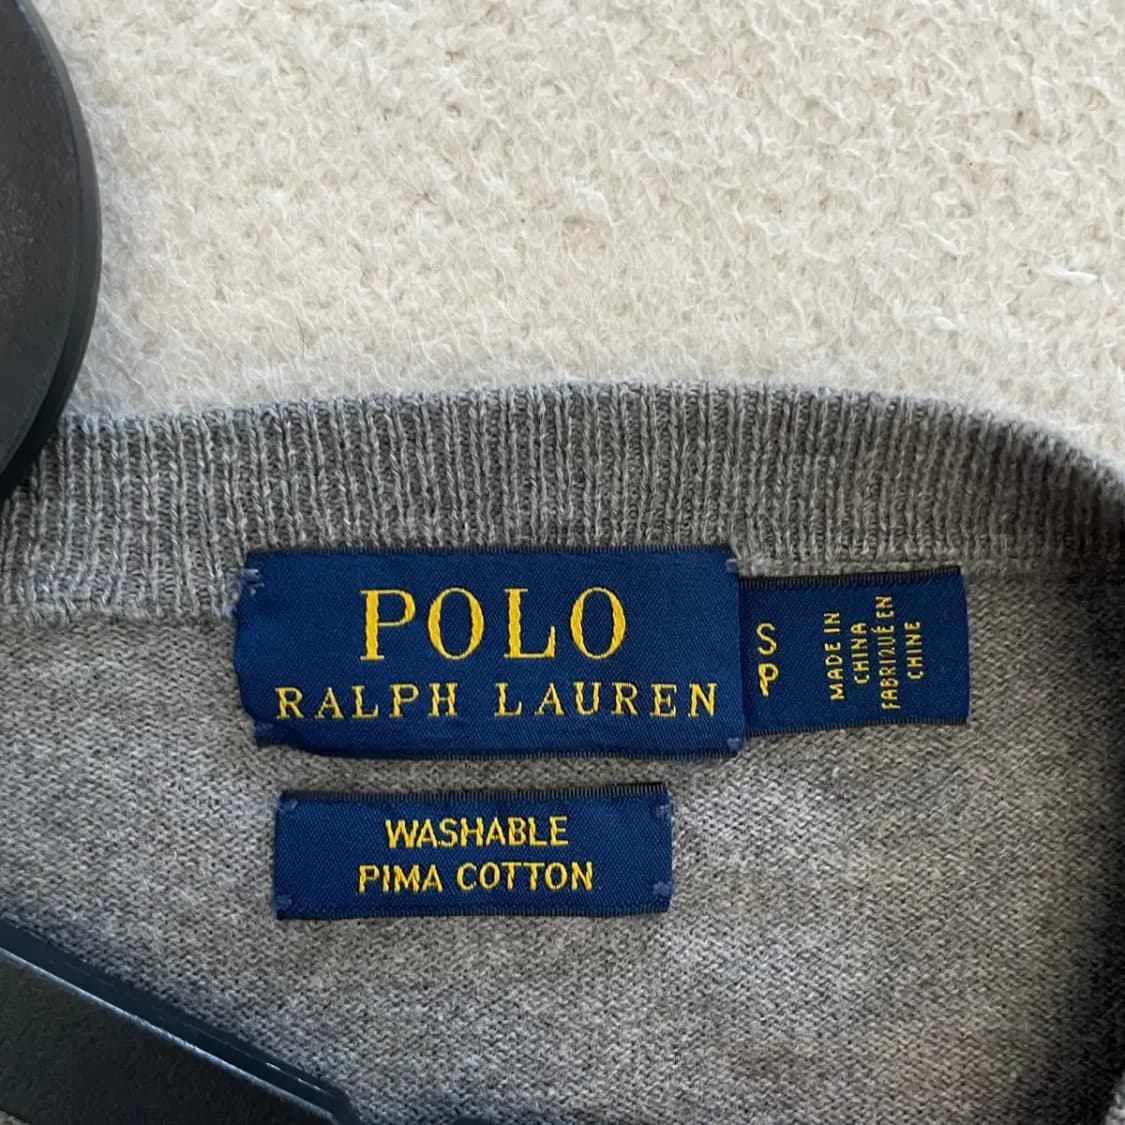 POLO
RALPH LAUREN
S
P
MADE IN
CHINA
FABRIQUÉ EN
CHINE
WASHABLE
PIMA COTTON